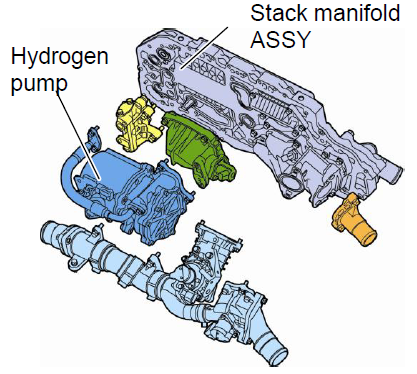 Stack manifold
ASSY
Hydrogen
pump